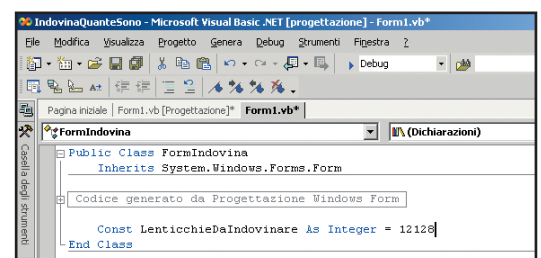 IndovinaQuanteSono - Microsoft Visual Basic .NET [progettazione] - Form1.vb*
File Modifica Visualizza Progetto Genera Debug Strumenti Finestra ?
Debug
Pagina iniziale Form1.vb [Progettazione]* Form1.vb*
FormIndovina (Dichiarazioni)
Casella degli strumenti
Public Class FormIndovina
Inherits System.Windows.Forms.Form
Codice generato da Progettazione Windows Form
Const LenticchieDaIndovinare As Integer = 12128
End Class